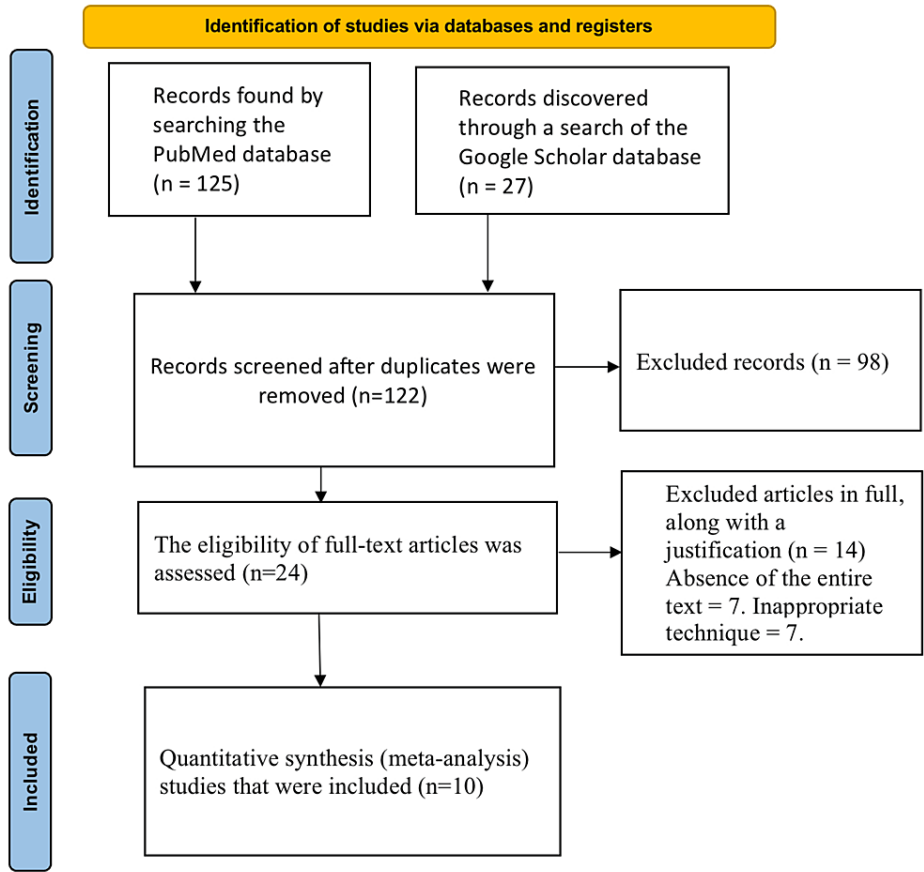 Identification of studies via databases and registers
Identification
Records found by
searching the
PubMed database
(n = 125)
Records discovered
through a search of the
Google Scholar database
(n = 27)
Screening
Records screened after duplicates were
removed (n=122)
Excluded records (n = 98)
Eligibility
The eligibility of full-text articles was
assessed (n=24)
Excluded articles in full,
along with a
justification (n = 14)
Absence of the entire
text = 7. Inappropriate
technique = 7.
Included
Quantitative synthesis (meta-analysis)
studies that were included (n=10)